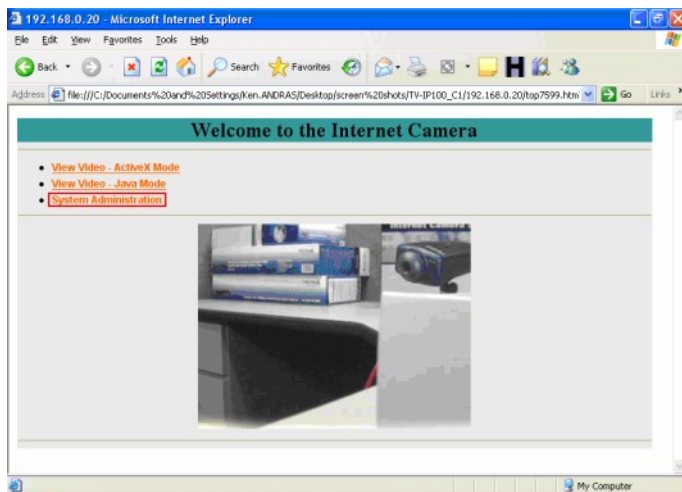 192.168.0.20 - Microsoft Internet Explorer
File Edit View Favorites Tools Help
Back Search Favorites
Address file:///C:/Documents%20and%20Settings/Ken.ANDRAS/Desktop/screen%20shots/TV-IP100_C1/192.168.0.20/top7599.htm Go Links
Welcome to the Internet Camera
View Video - ActiveX Mode
View Video - Java Mode
System Administration
Internet Camera
My Computer